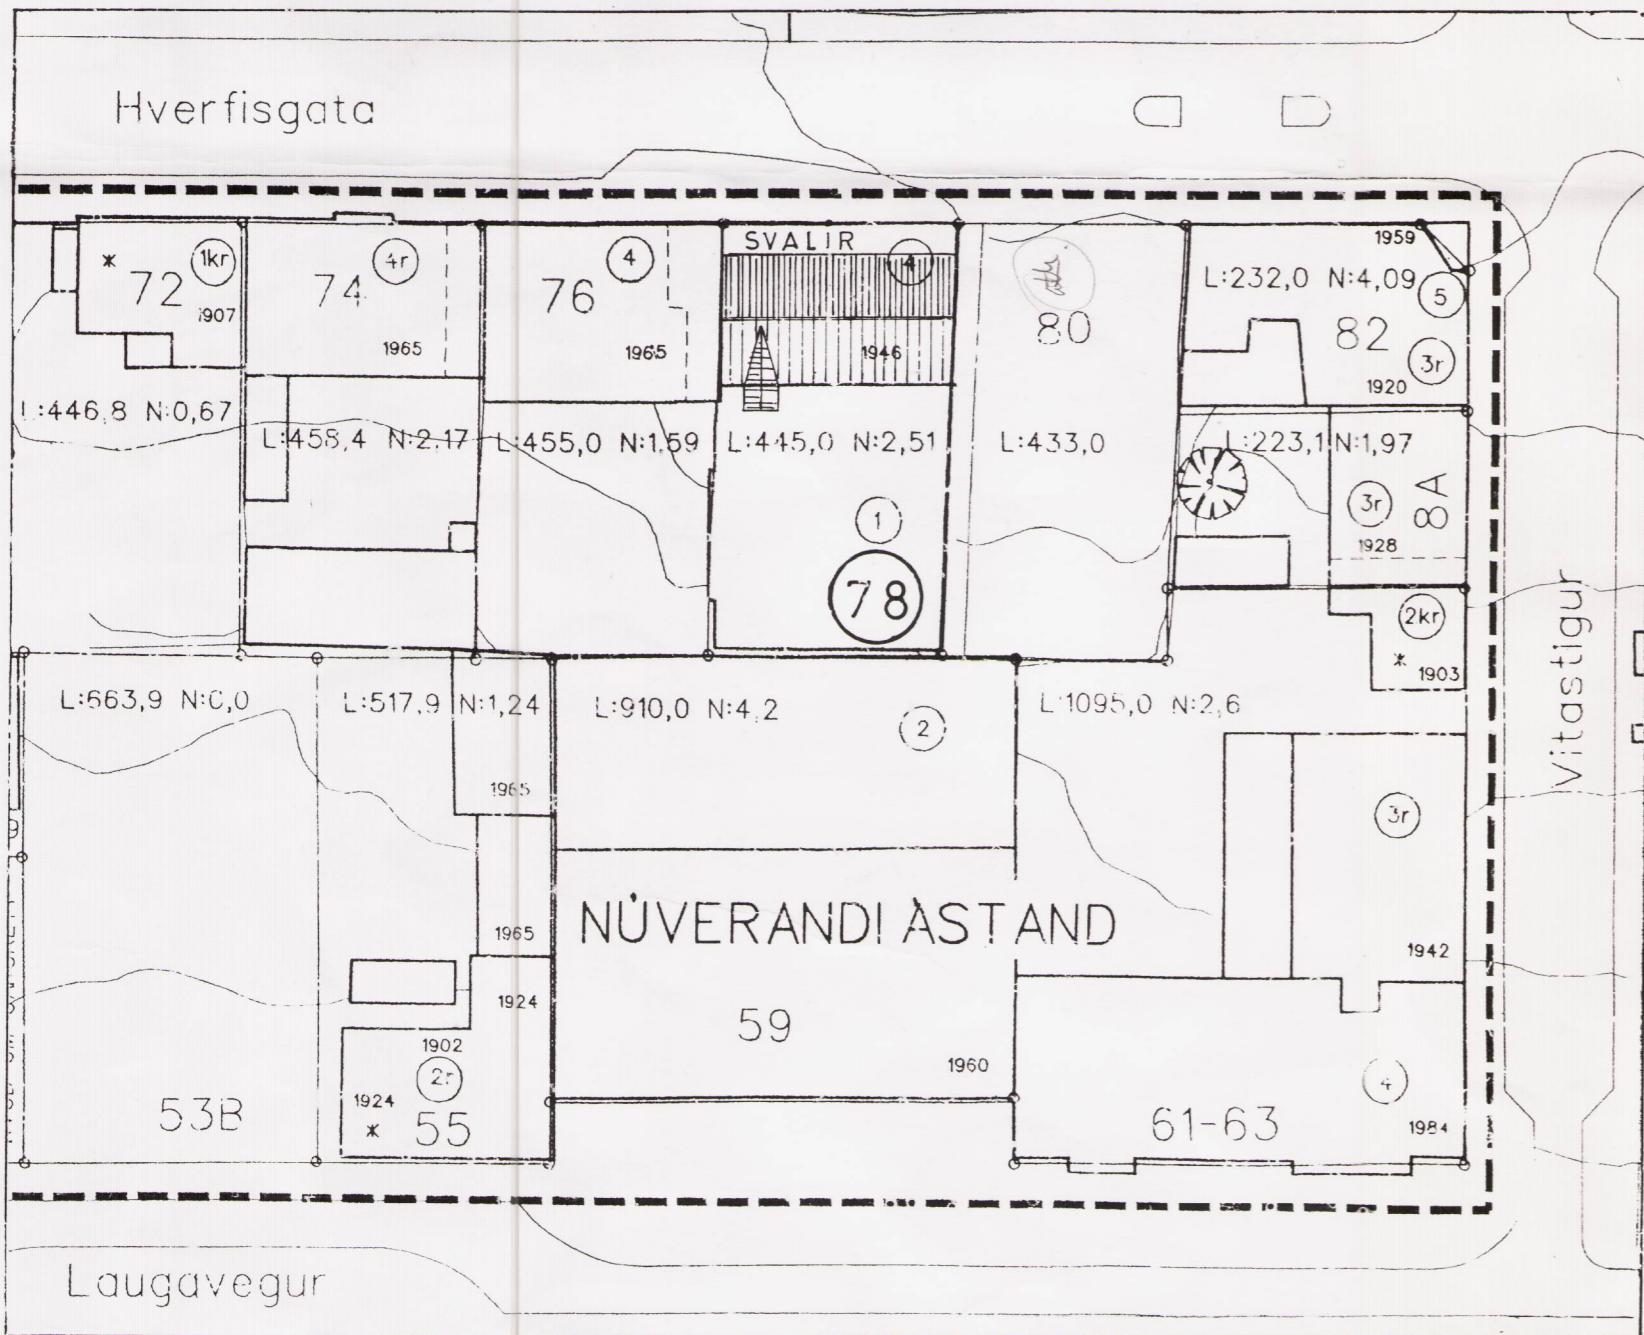 Hverfisgata
SVALIR
72
1kr
1907
74
4r
1965
76
4
1965
4
1946
80
1959
L:232,0 N:4,09
5
82
3r
1920
L:446,8 N:0,67
L:458,4 N:2,17
L:455,0 N:1,59
L:445,0 N:2,51
L:433,0
L:223,1 N:1,97
1
78
3r
8A
1928
2kr
1903
Vitastigur
L:663,9 N:0,0
L:517,9 N:1,24
L:910,0 N:4,2
2
L:1095,0 N:2,6
1965
3r
1965
NÚVERANDI ÁSTAND
1942
1924
59
1902
2r
1960
1924
53B
55
4
61-63
1984
Laugavegur